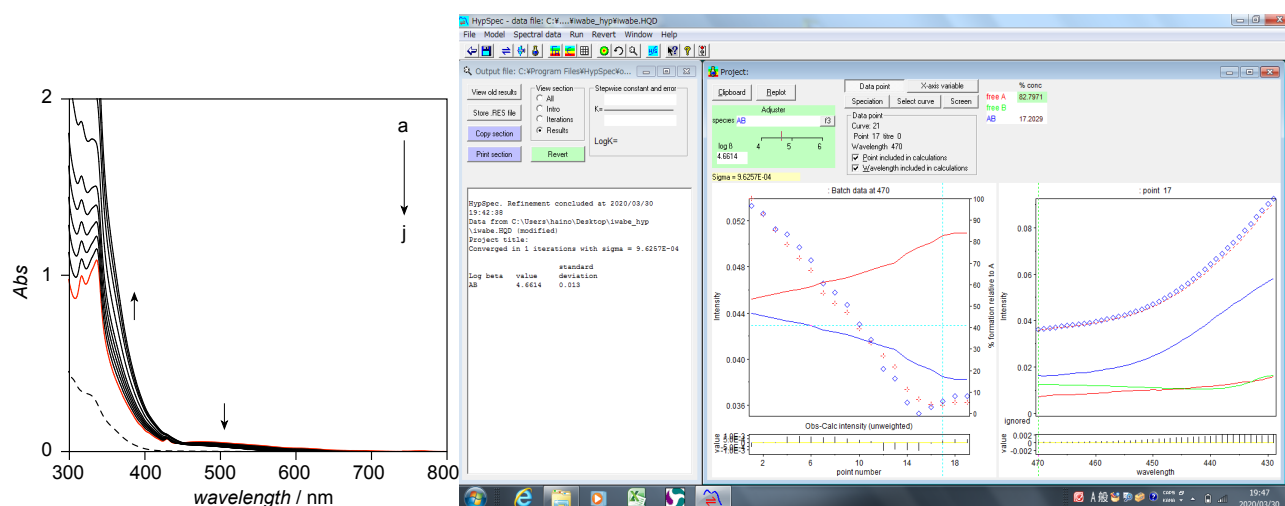 2
1
0
Abs
a
j
300
400
500
600
700
800
wavelength / nm
HypSpec - data file: C:¥....¥iwabe_hyp¥iwabe.HQD
File Model Spectral data Run Revert Window Help
Output file: C:¥Program Files¥HypSpec¥o...
View old results
Store .RES file
Copy section
Print section
View section
All
Intro
Iterations
Results
Revert
Stepwise constant and error
K=
LogK=
HypSpec. Refinement concluded at 2020/03/30
19:42:38
Data from C:\Users\haino\Desktop\iwabe_hyp
\iwabe.HQD (modified)
Project title:
Converged in 1 iterations with sigma = 9.6257E-04
standard
Log beta value deviation
AB 4.6614 0.013
Project:
Clipboard
Replot
Adjuster
species AB
f3
log β
4 5 6
4.6614
Sigma = 9.6257E-04
Data point
X-axis variable
Speciation
Select curve
Screen
Data point
Curve: 21
Point 17 titre 0
Wavelength 470
Point included in calculations
Wavelength included in calculations
% conc
free A 82.7971
free B
AB 17.2029
: Batch data at 470
Intensity
0.052
0.048
0.044
0.040
0.036
100
90
80
70
60
50
40
30
20
10
0
% formation relative to A
Obs-Calc intensity (unweighted)
value
2 6 10 14 18
point number
: point 17
Intensity
0.08
0.06
0.04
0.02
0
ignored
value
0.002
0
-0.002
470 460 450 440 430
wavelength
A 般
CAPS
KANA
19:47
2020/03/30